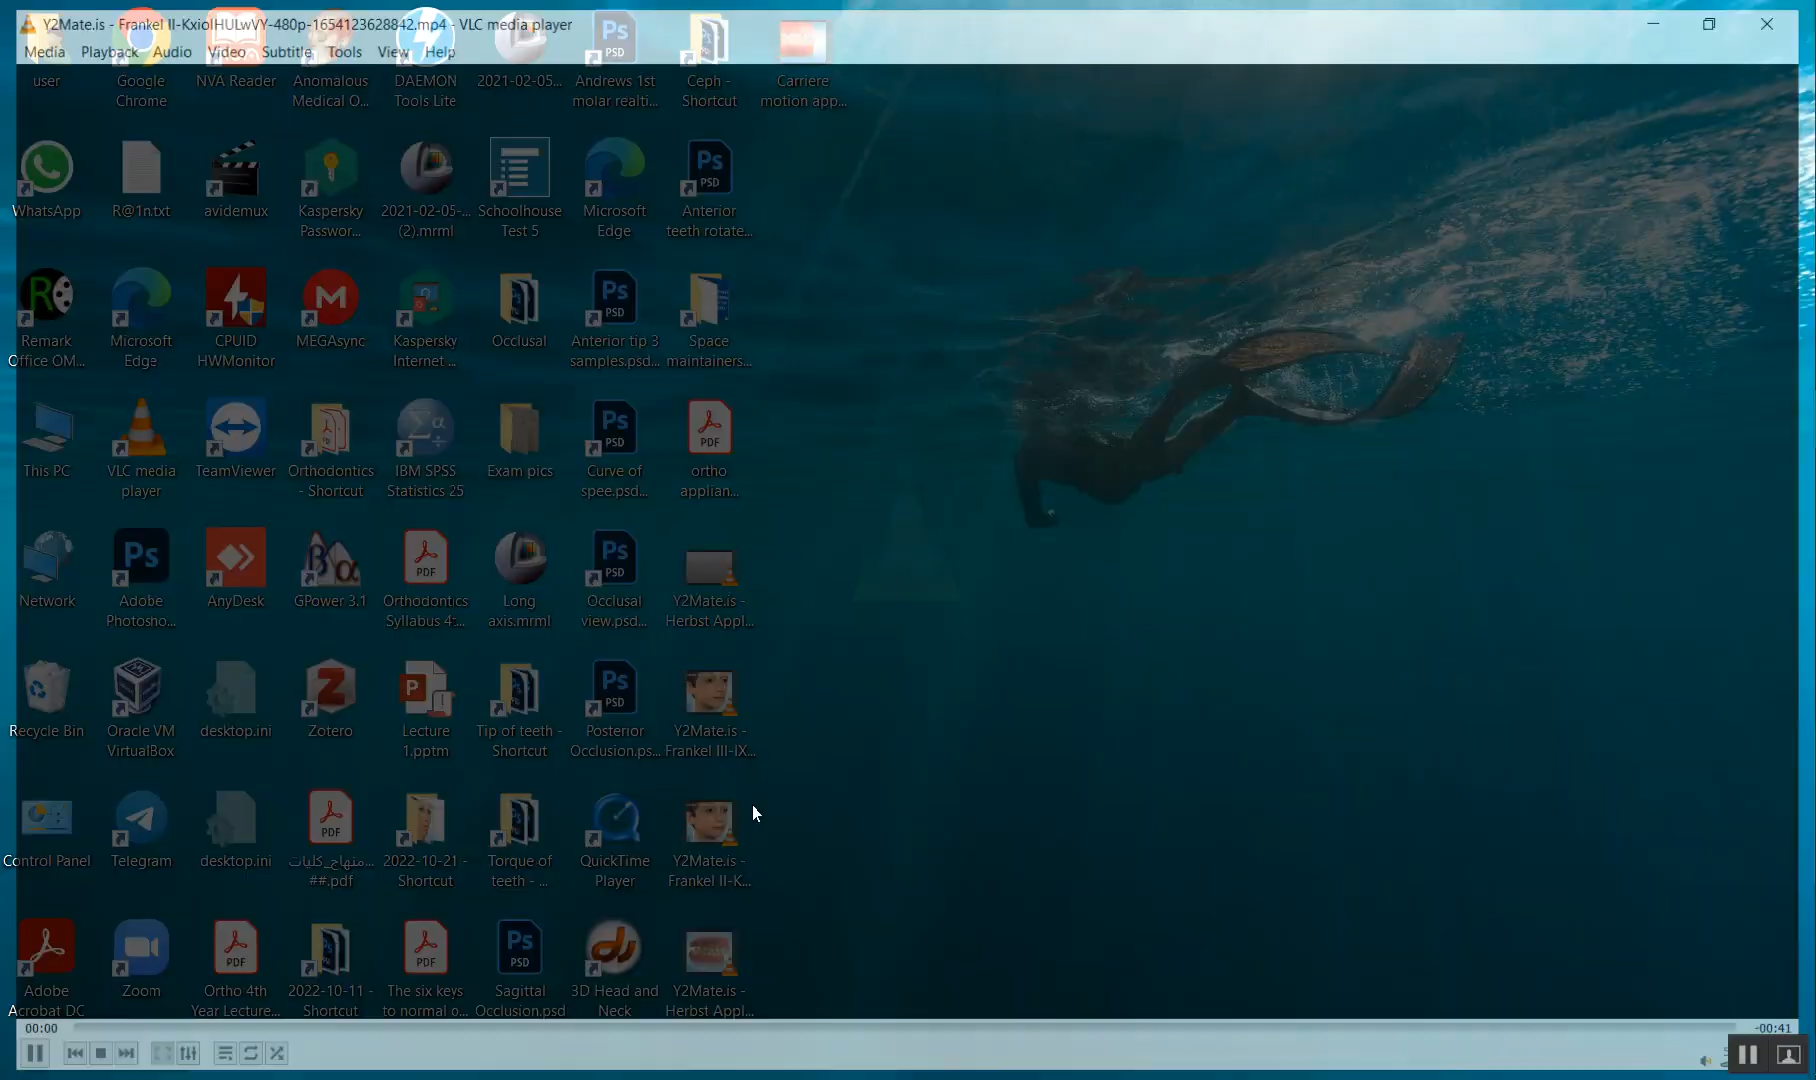 Y2Mate.is - Frankel II-KxiolHULwVY-480p-1654123628842.mp4 - VLC media player
Media Playback Audio Video Subtitle Tools View Help
user
Google Chrome
NVA Reader
Anomalous Medical O...
DAEMON Tools Lite
2021-02-05...
Andrews 1st molar realti...
Ceph - Shortcut
Carriere motion app...
WhatsApp
R@1n.txt
avidemux
Kaspersky Passwor...
2021-02-05-... (2).mrml
Schoolhouse Test 5
Microsoft Edge
Anterior teeth rotate...
Remark Office OM...
Microsoft Edge
CPUID HWMonitor
MEGAsync
Kaspersky Internet ...
Occlusal
Anterior tip 3 samples.psd...
Space maintainers...
This PC
VLC media player
TeamViewer
Orthodontics - Shortcut
IBM SPSS Statistics 25
Exam pics
Curve of spee.psd...
ortho applian...
Network
Adobe Photosho...
AnyDesk
GPower 3.1
Orthodontics Syllabus 4:...
Long axis.mrml
Occlusal view.psd...
Y2Mate.is - Herbst Appl...
Recycle Bin
Oracle VM VirtualBox
desktop.ini
Zotero
Lecture 1.pptm
Tip of teeth - Shortcut
Posterior Occlusion.ps...
Y2Mate.is - Frankel III-IX...
Control Panel
Telegram
desktop.ini
منهاج_كليات... ##.pdf
2022-10-21 - Shortcut
Torque of teeth - ...
QuickTime Player
Y2Mate.is - Frankel II-K...
Adobe Acrobat DC
Zoom
Ortho 4th Year Lecture...
2022-10-11 - Shortcut
The six keys to normal o...
Sagittal Occlusion.psd
3D Head and Neck
Y2Mate.is - Herbst Appl...
00:00
-00:41